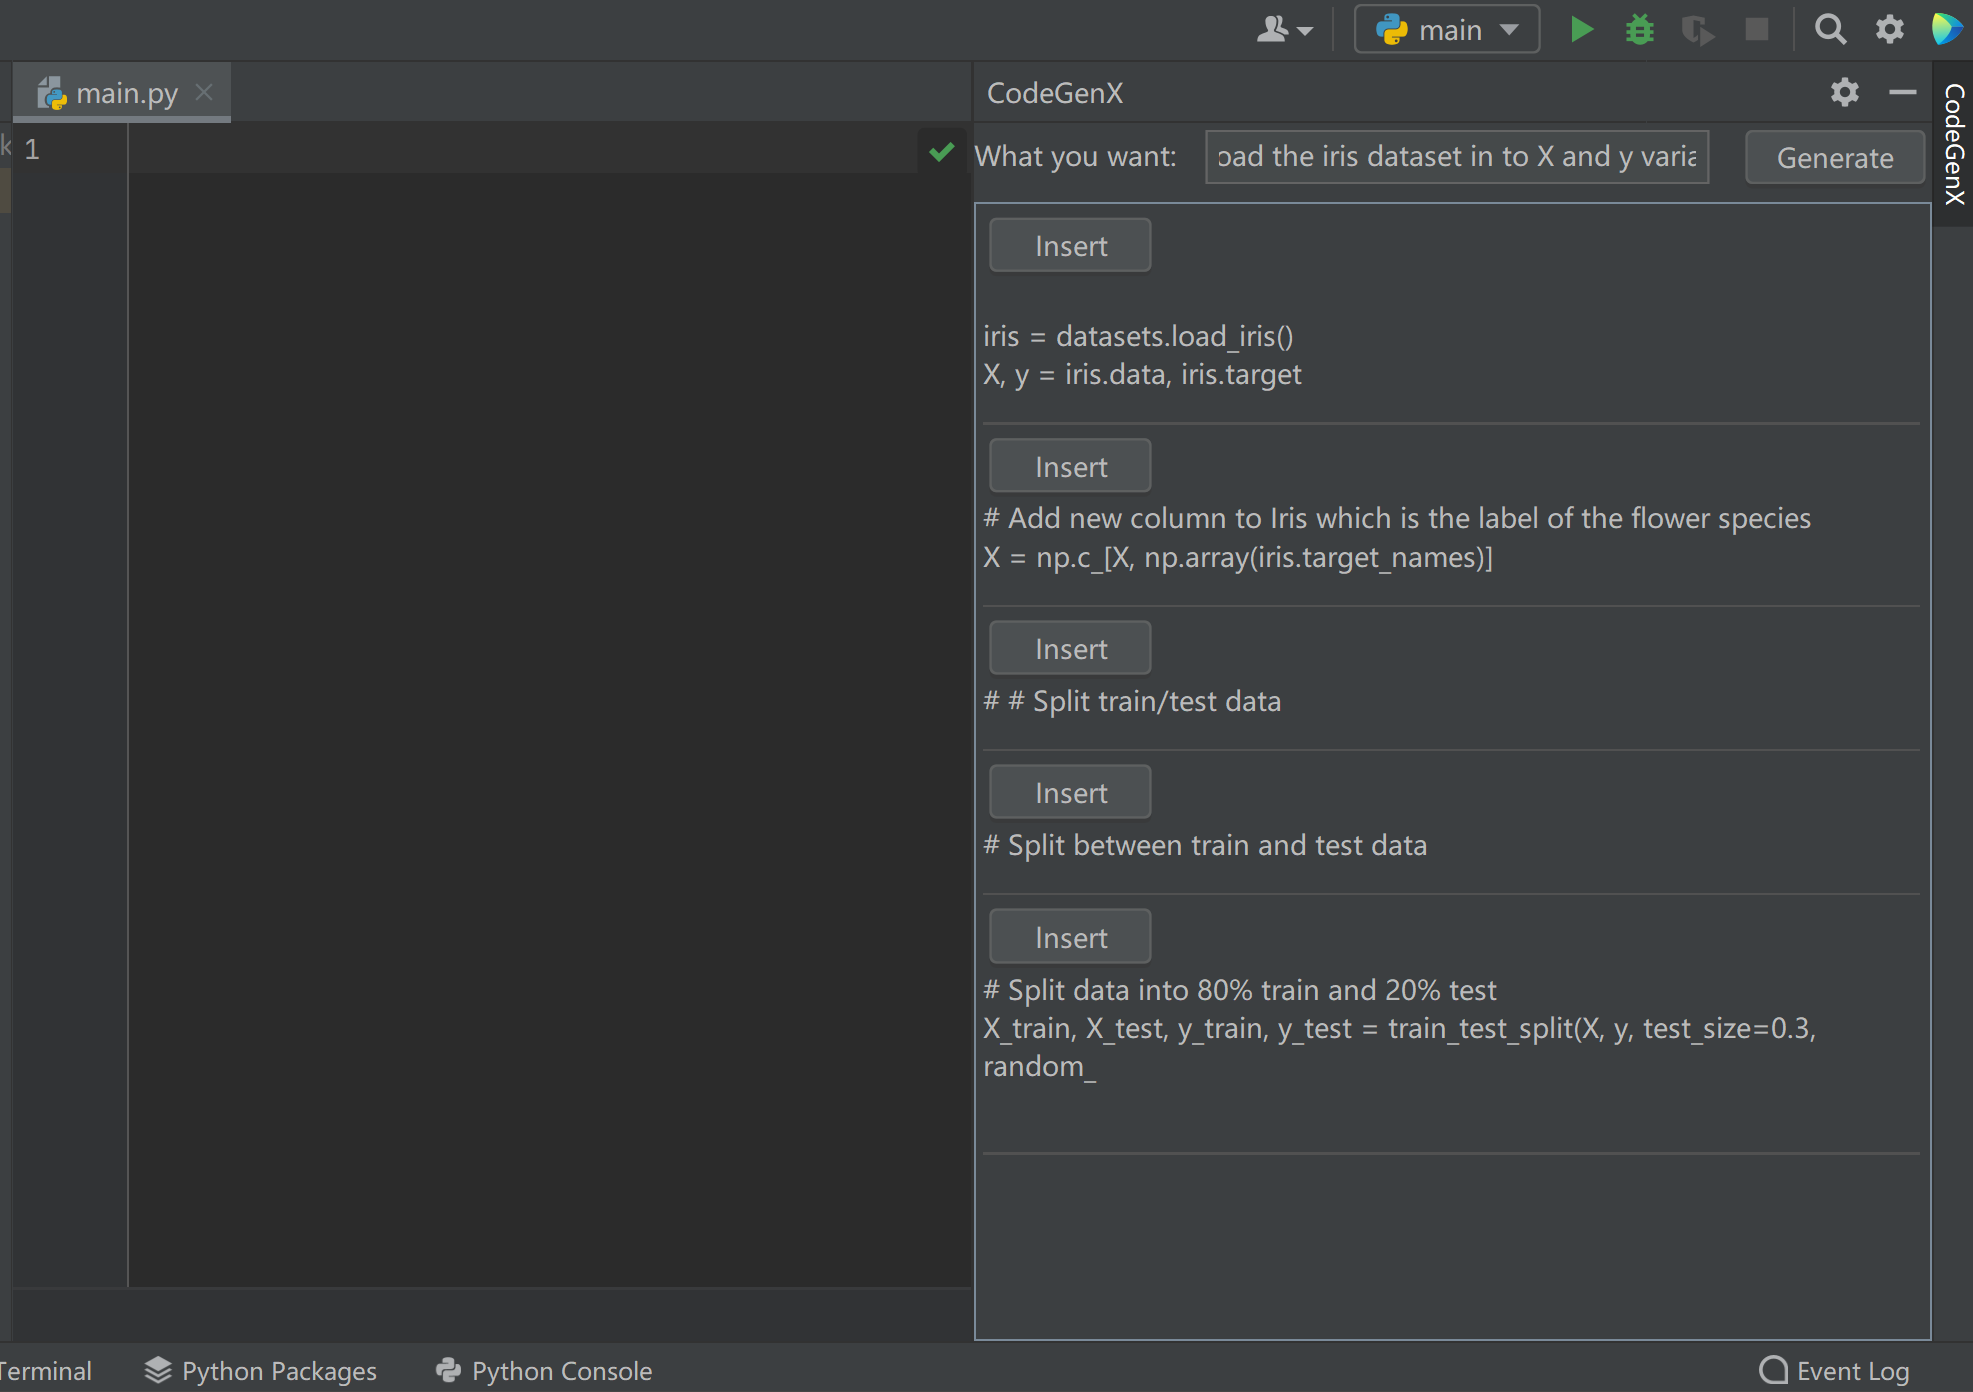 main
main.py
CodeGenX
CodeGenX
1
What you want:
oad the iris dataset in to X and y varia
Generate
Insert
iris = datasets.load_iris()
X, y = iris.data, iris.target
Insert
# Add new column to Iris which is the label of the flower species
X = np.c_[X, np.array(iris.target_names)]
Insert
# # Split train/test data
Insert
# Split between train and test data
Insert
# Split data into 80% train and 20% test
X_train, X_test, y_train, y_test = train_test_split(X, y, test_size=0.3,
random_
Terminal
Python Packages
Python Console
Event Log